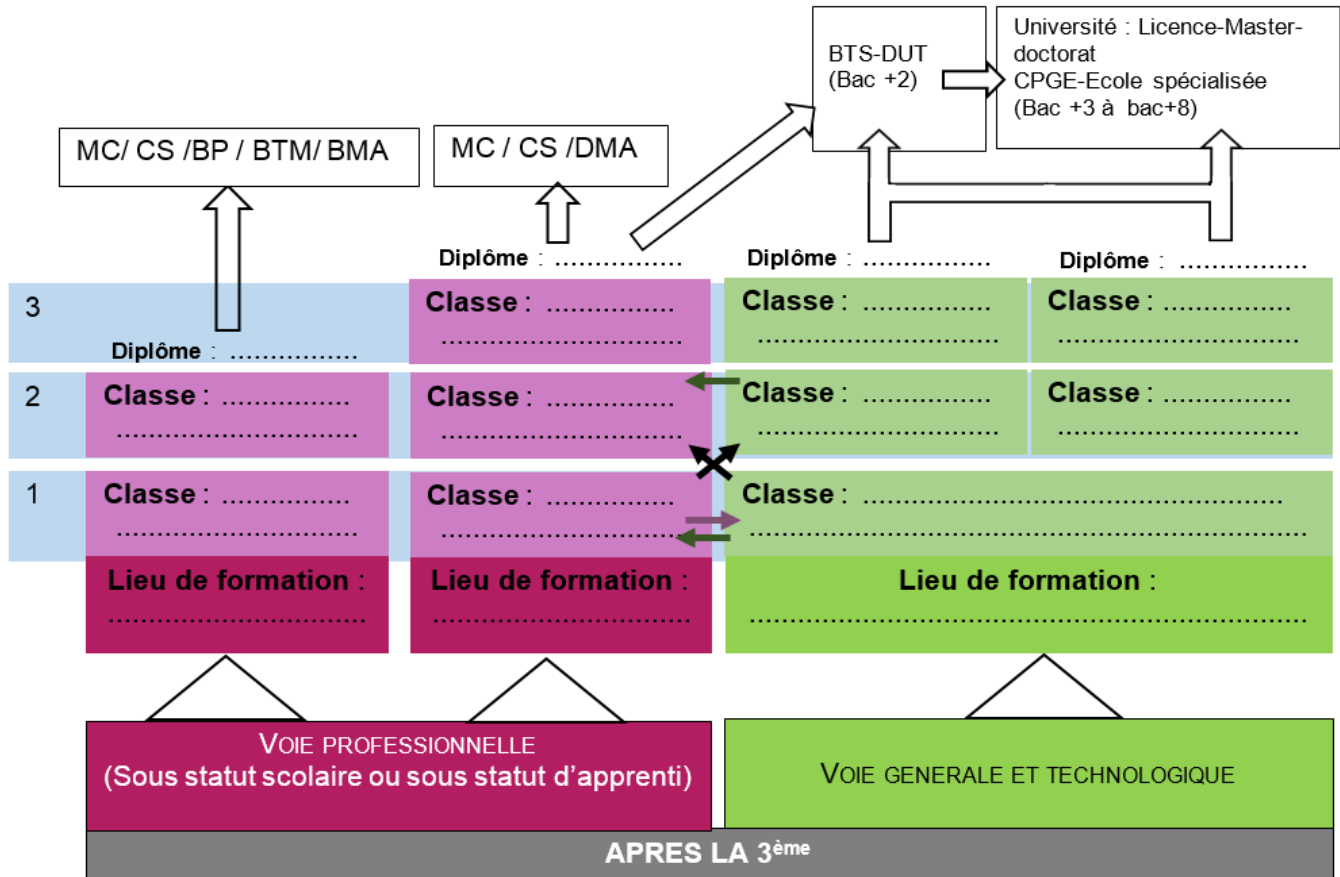 BTS-DUT
(Bac +2)
Université : Licence-Master-
doctorat
CPGE-Ecole spécialisée
(Bac +3 à bac+8)
MC/ CS /BP / BTM/ BMA
MC / CS /DMA
Diplôme : ................
Diplôme : ................
Diplôme : ................
3
Classe : ................
..............................
Classe : ................
..............................
Classe : ................
..............................
Diplôme : ................
2
Classe : ................
..............................
Classe : ................
..............................
Classe : ................
..............................
Classe : ................
..............................
1
Classe : ................
..............................
Classe : ................
..............................
Classe : .....................................................
......................................................................
Lieu de formation :
................................
Lieu de formation :
.............................
Lieu de formation :
......................................................................
VOIE PROFESSIONNELLE
(Sous statut scolaire ou sous statut d'apprenti)
VOIE GENERALE ET TECHNOLOGIQUE
APRES LA 3ème